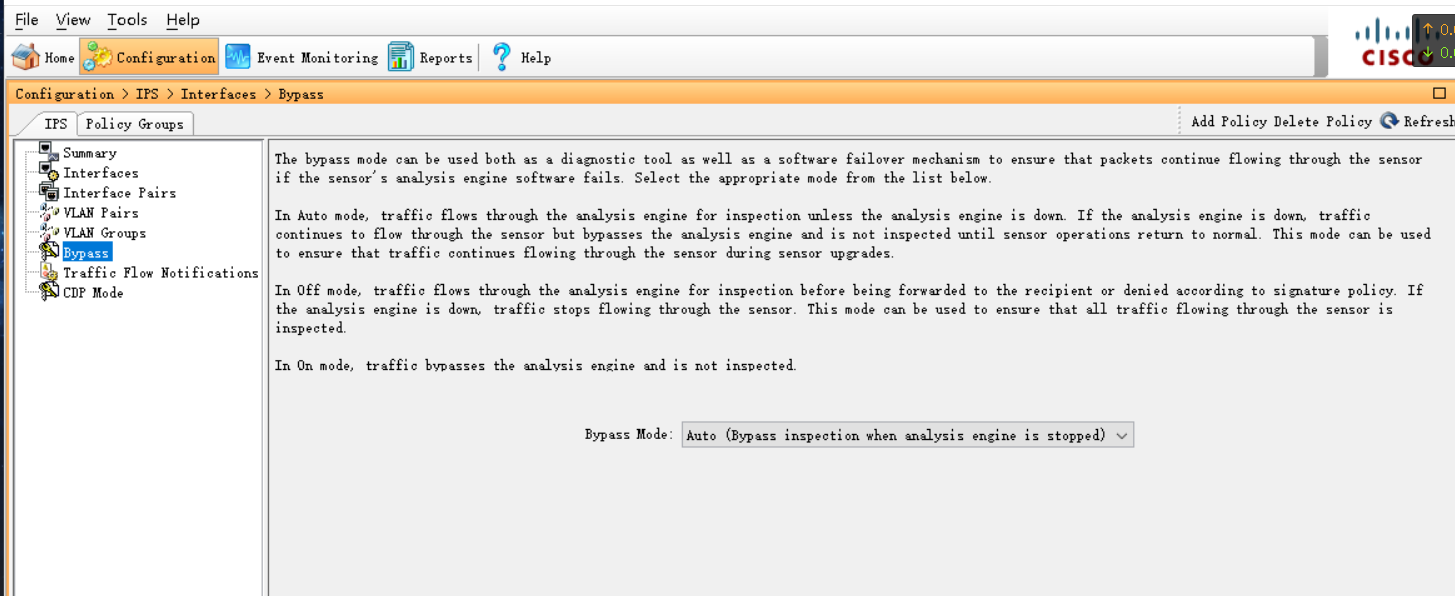 File View Tools Help
Home Configuration Event Monitoring Reports Help
CISCO
Configuration > IPS > Interfaces > Bypass
IPS Policy Groups
Add Policy Delete Policy Refresh
Summary
Interfaces
Interface Pairs
VLAN Pairs
VLAN Groups
Bypass
Traffic Flow Notifications
CDP Mode
The bypass mode can be used both as a diagnostic tool as well as a software failover mechanism to ensure that packets continue flowing through the sensor
if the sensor's analysis engine software fails. Select the appropriate mode from the list below.
In Auto mode, traffic flows through the analysis engine for inspection unless the analysis engine is down. If the analysis engine is down, traffic
continues to flow through the sensor but bypasses the analysis engine and is not inspected until sensor operations return to normal. This mode can be used
to ensure that traffic continues flowing through the sensor during sensor upgrades.
In Off mode, traffic flows through the analysis engine for inspection before being forwarded to the recipient or denied according to signature policy. If
the analysis engine is down, traffic stops flowing through the sensor. This mode can be used to ensure that all traffic flowing through the sensor is
inspected.
In On mode, traffic bypasses the analysis engine and is not inspected.
Bypass Mode: Auto (Bypass inspection when analysis engine is stopped)